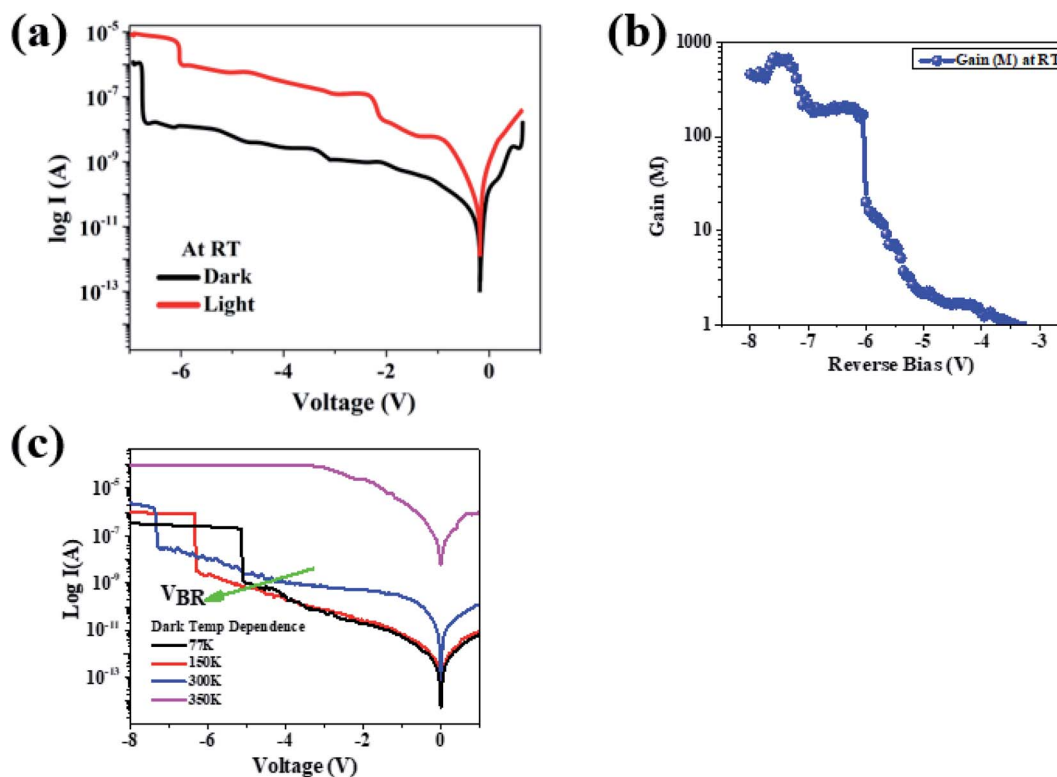 (a)
log I (A)
10-5
10-7
10-9
10-11
10-13
At RT
Dark
Light
-6
-4
-2
0
Voltage (V)
(b)
Gain (M)
1000
100
10
1
Gain (M) at RT
-8
-7
-6
-5
-4
-3
Reverse Bias (V)
(c)
Log I(A)
10-5
10-7
10-9
10-11
10-13
VBR
Dark Temp Dependence
77K
150K
300K
350K
-8
-6
-4
-2
0
Voltage (V)